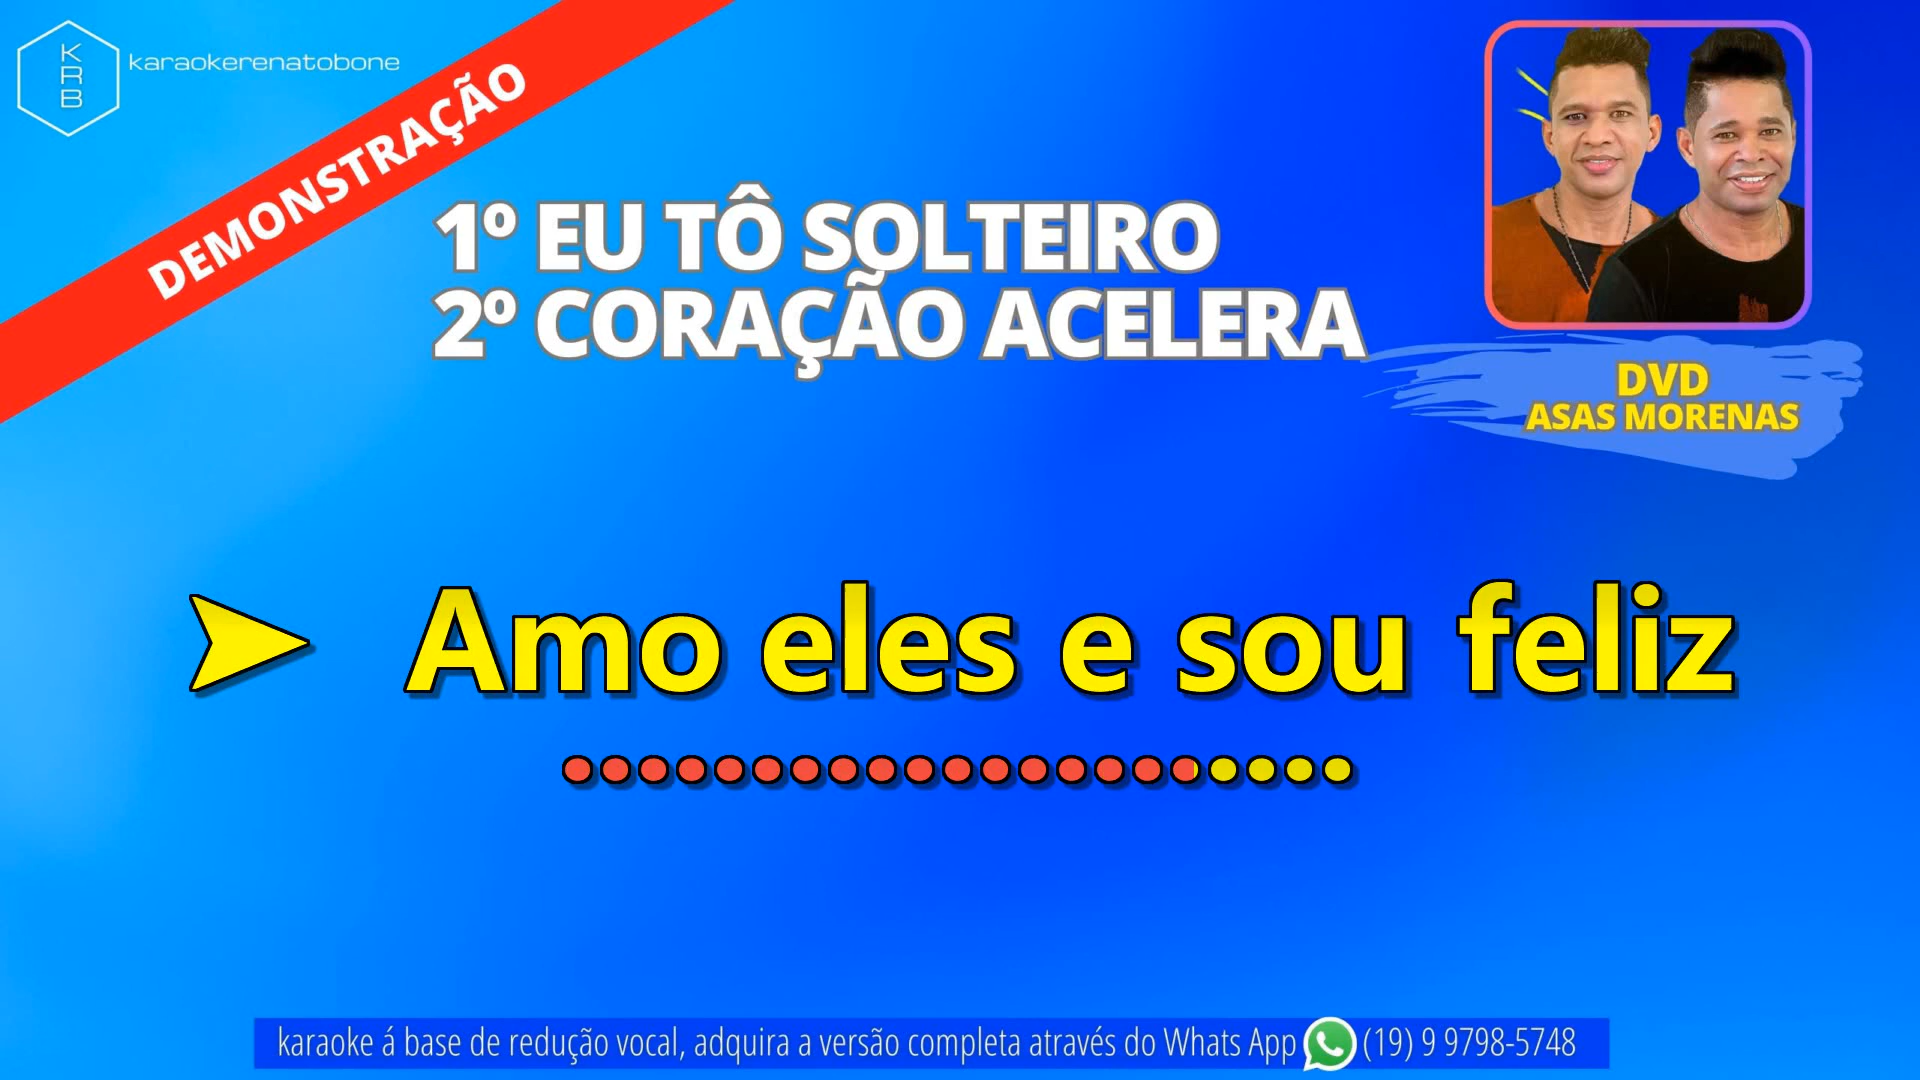 KRB
karaokerenatobone
DEMONSTRAÇÃO
1º EU TÔ SOLTEIRO
2º CORAÇÃO ACELERA
DVD
ASAS MORENAS
Amo eles e sou feliz
karaoke á base de redução vocal, adquira a versão completa através do Whats App (19) 9 9798-5748